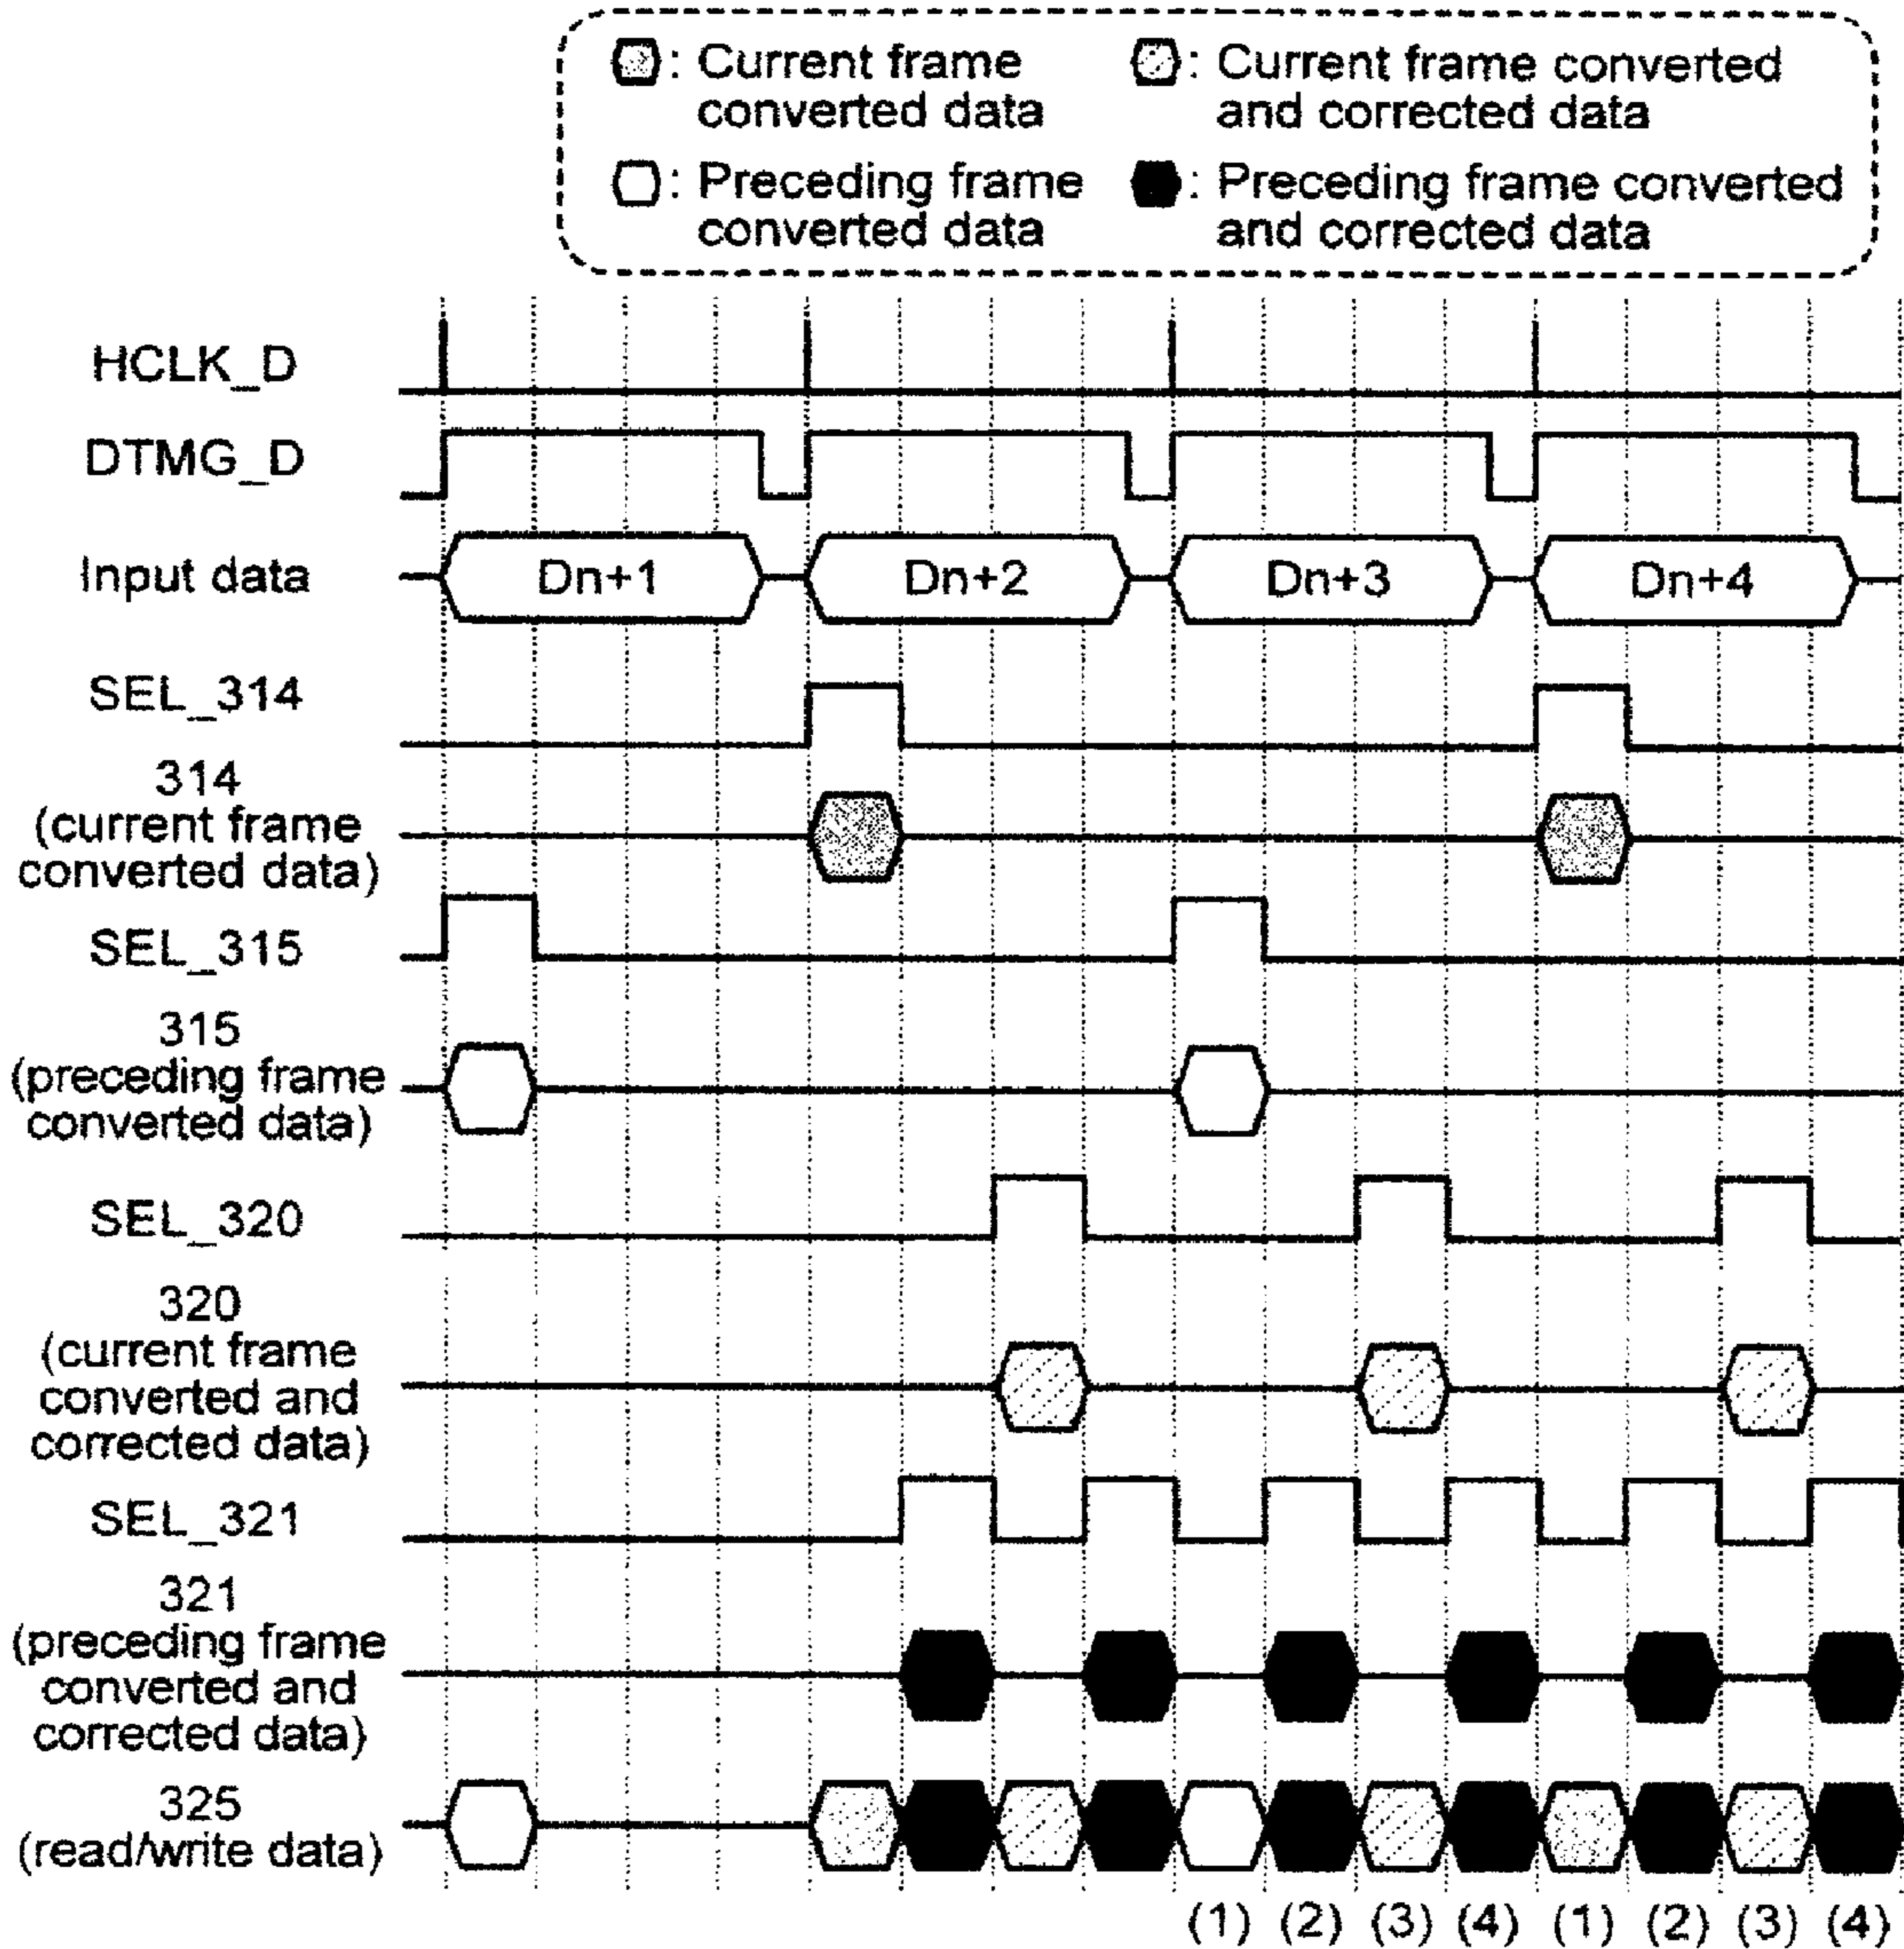 : Current frame
converted data
: Current frame converted
and corrected data
: Preceding frame
converted data
: Preceding frame converted
and corrected data
HCLK_D
DTMG_D
Input data
Dn+1
Dn+2
Dn+3
Dn+4
SEL_314
314
(current frame
converted data)
SEL_315
315
(preceding frame
converted data)
SEL_320
320
(current frame
converted and
corrected data)
SEL_321
321
(preceding frame
converted and
corrected data)
325
(read/write data)
(1) (2) (3) (4) (1) (2) (3) (4)